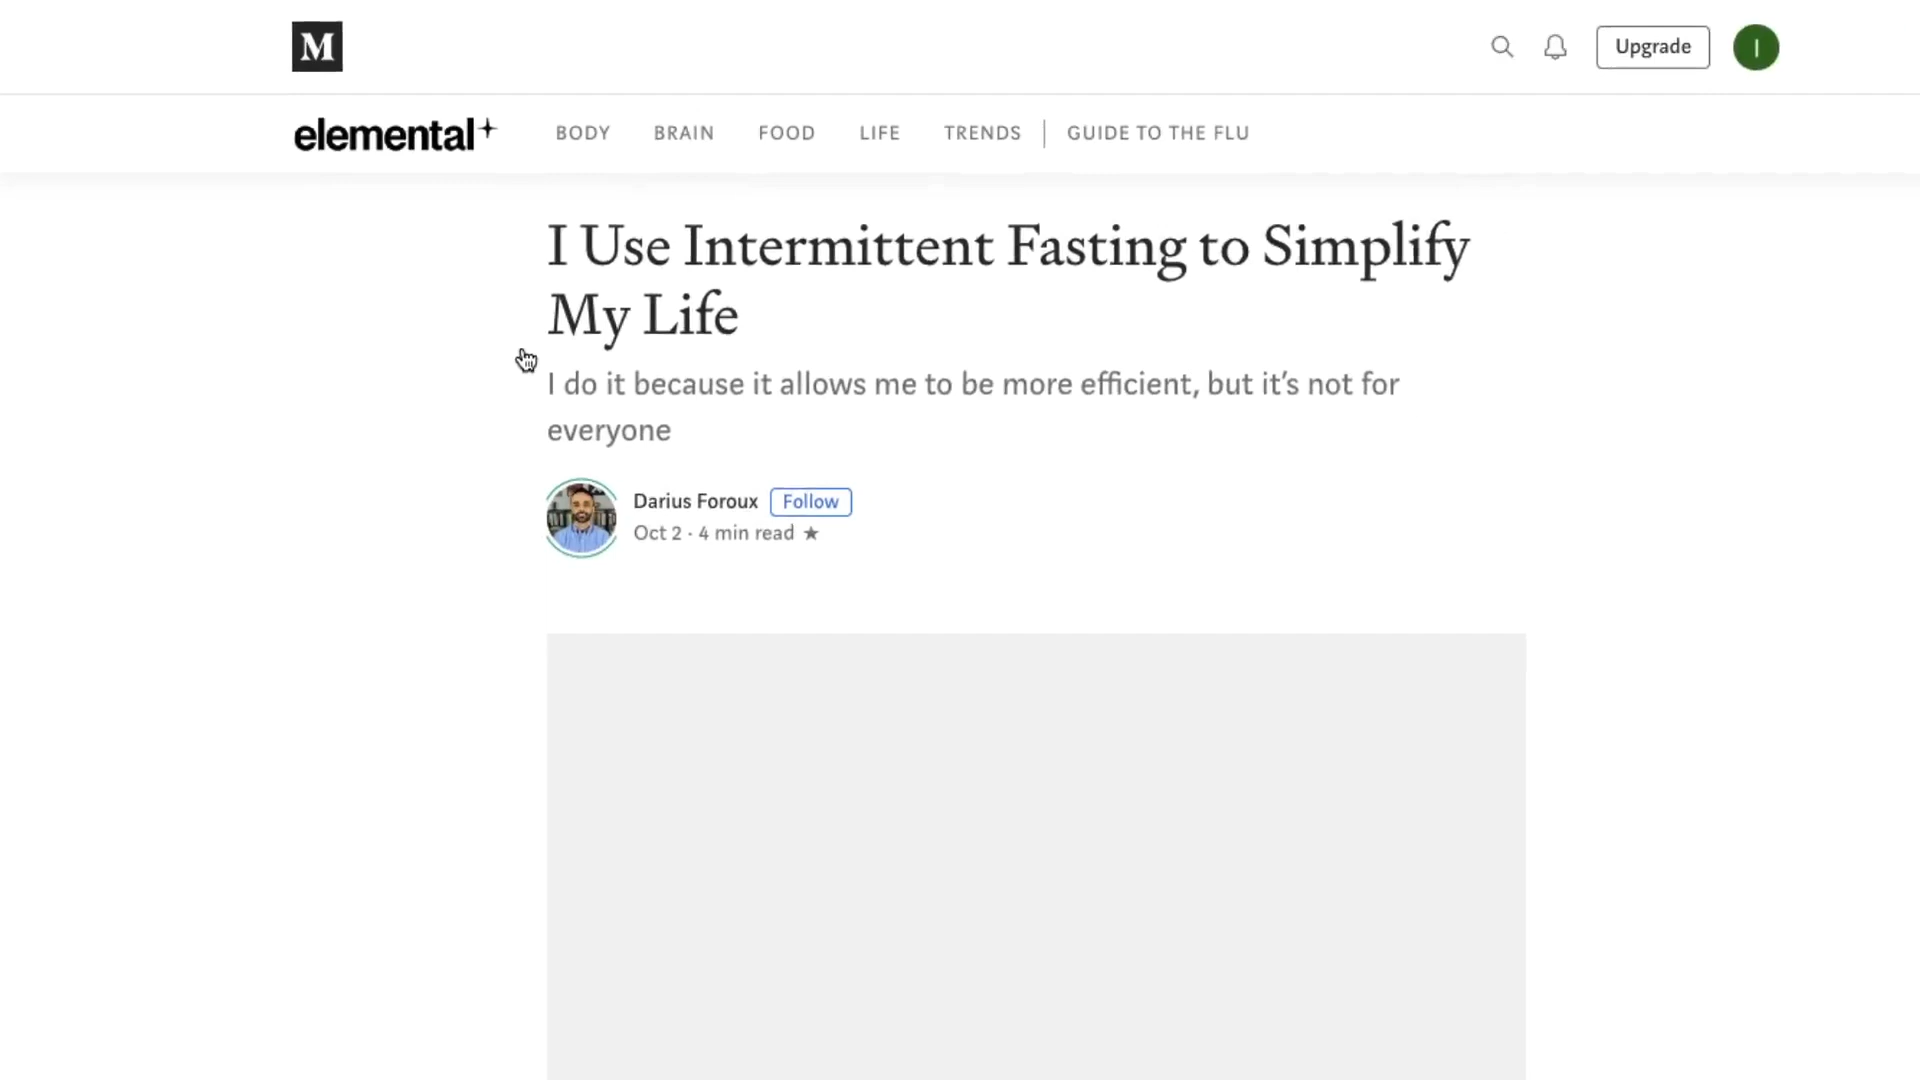 M
Upgrade
I
elemental+
BODY
BRAIN
FOOD
LIFE
TRENDS
GUIDE TO THE FLU
I Use Intermittent Fasting to Simplify
My Life
I do it because it allows me to be more efficient, but it’s not for
everyone
Darius Foroux
Follow
Oct 2 · 4 min read ★